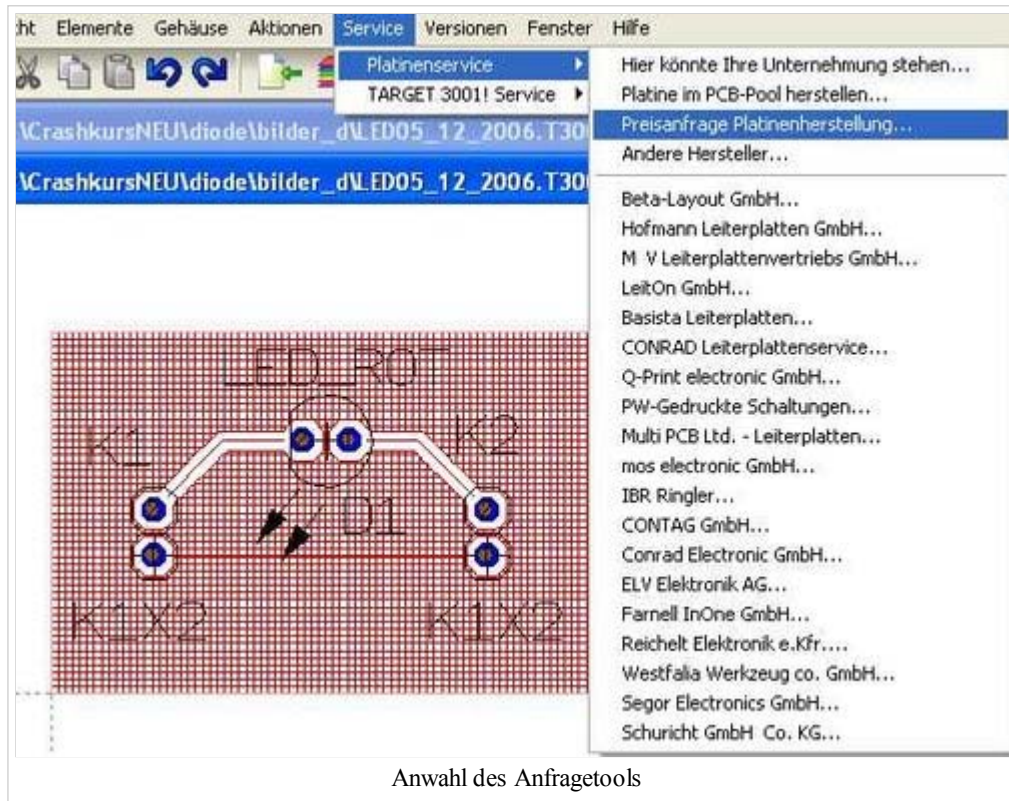 ht Elemente Gehäuse Aktionen Service Versionen Fenster Hilfe
Platinenservice
TARGET 3001! Service
Hier könnte Ihre Unternehmung stehen...
Platine im PCB-Pool herstellen...
Preisanfrage Platinenherstellung...
Andere Hersteller...
Beta-Layout GmbH...
Hofmann Leiterplatten GmbH...
M V Leiterplattenvertriebs GmbH...
LeitOn GmbH...
Basista Leiterplatten...
CONRAD Leiterplattenservice...
Q-Print electronic GmbH...
PW-Gedruckte Schaltungen...
Multi PCB Ltd. - Leiterplatten...
mos electronic GmbH...
IBR Ringler...
CONTAG GmbH...
Conrad Electronic GmbH...
ELV Elektronik AG...
Farnell InOne GmbH...
Reichelt Elektronik e.Kfr....
Westfalia Werkzeug co. GmbH...
Segor Electronics GmbH...
Schuricht GmbH Co. KG...
\CrashkursNEU\diode\bilder_d\LED05_12_2006.T300
\CrashkursNEU\diode\bilder_d\LED05_12_2006.T300
LED_ROT
K1
K2
D1
K1X2
K1X2
Anwahl des Anfragetools